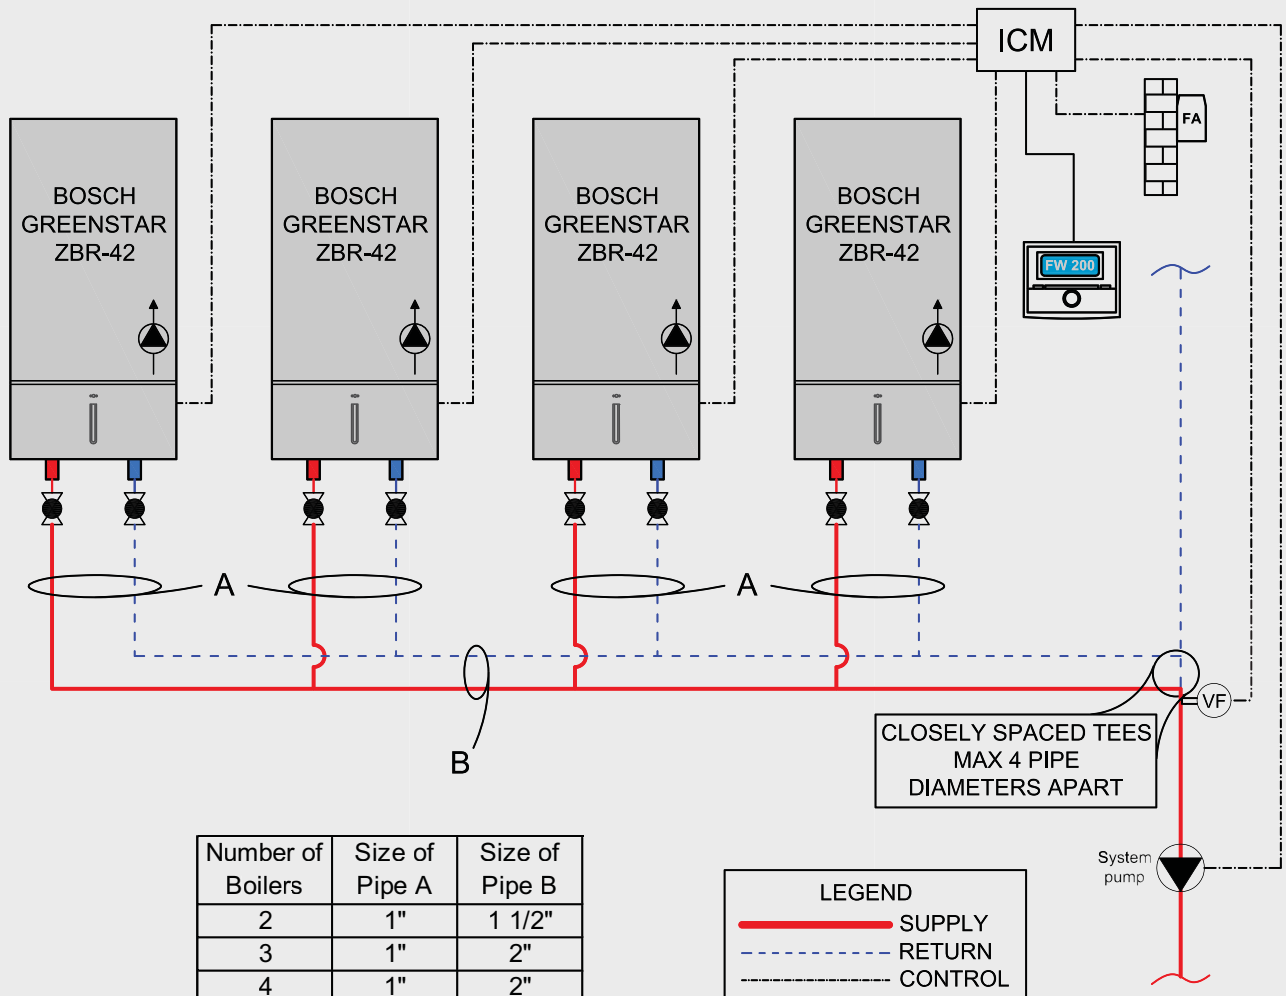 ICM
FA
BOSCH
GREENSTAR
ZBR-42
BOSCH
GREENSTAR
ZBR-42
BOSCH
GREENSTAR
ZBR-42
BOSCH
GREENSTAR
ZBR-42
FW 200
A
A
B
VF
CLOSELY SPACED TEES
MAX 4 PIPE
DIAMETERS APART
System
pump
Number of Boilers Size of Pipe A Size of Pipe B
2 1" 1 1/2"
3 1" 2"
4 1" 2"
LEGEND
SUPPLY
RETURN
CONTROL